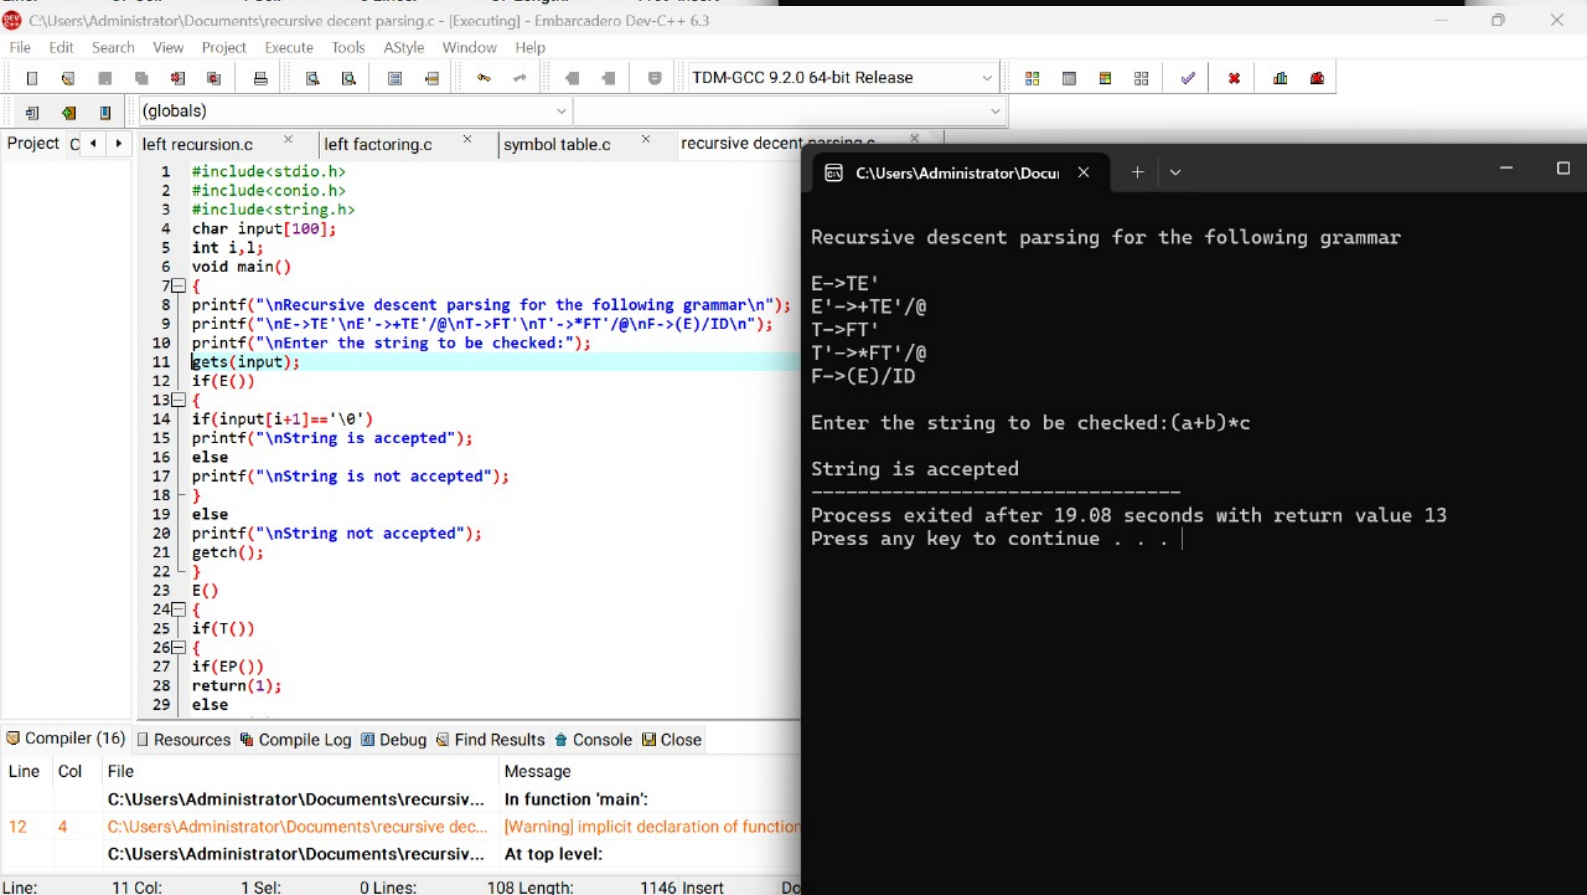 C:\Users\Administrator\Documents\recursive decent parsing.c - [Executing] - Embarcadero Dev-C++ 6.3
File Edit Search View Project Execute Tools AStyle Window Help
TDM-GCC 9.2.0 64-bit Release
(globals)
Project C left recursion.c left factoring.c symbol table.c recursive decent parsing.c
1 #include<stdio.h>
2 #include<conio.h>
3 #include<string.h>
4 char input[100];
5 int i,l;
6 void main()
7 {
8 printf("\nRecursive descent parsing for the following grammar\n");
9 printf("\nE->TE'\nE'->+TE'/@\nT->FT'\nT'->*FT'/@\nF->(E)/ID\n");
10 printf("\nEnter the string to be checked:");
11 gets(input);
12 if(E())
13 {
14 if(input[i+1]=='\0')
15 printf("\nString is accepted");
16 else
17 printf("\nString is not accepted");
18 }
19 else
20 printf("\nString not accepted");
21 getch();
22 }
23 E()
24 {
25 if(T())
26 {
27 if(EP())
28 return(1);
29 else
C:\Users\Administrator\Docu
Recursive descent parsing for the following grammar
E->TE'
E'->+TE'/@
T->FT'
T'->*FT'/@
F->(E)/ID
Enter the string to be checked:(a+b)*c
String is accepted
--------------------------------
Process exited after 19.08 seconds with return value 13
Press any key to continue . . .
Compiler (16) Resources Compile Log Debug Find Results Console Close
Line Col File Message
C:\Users\Administrator\Documents\recursiv... In function 'main':
12 4 C:\Users\Administrator\Documents\recursive dec... [Warning] implicit declaration of function
C:\Users\Administrator\Documents\recursiv... At top level:
Line: 11 Col: 1 Sel: 0 Lines: 108 Length: 1146 Insert Do